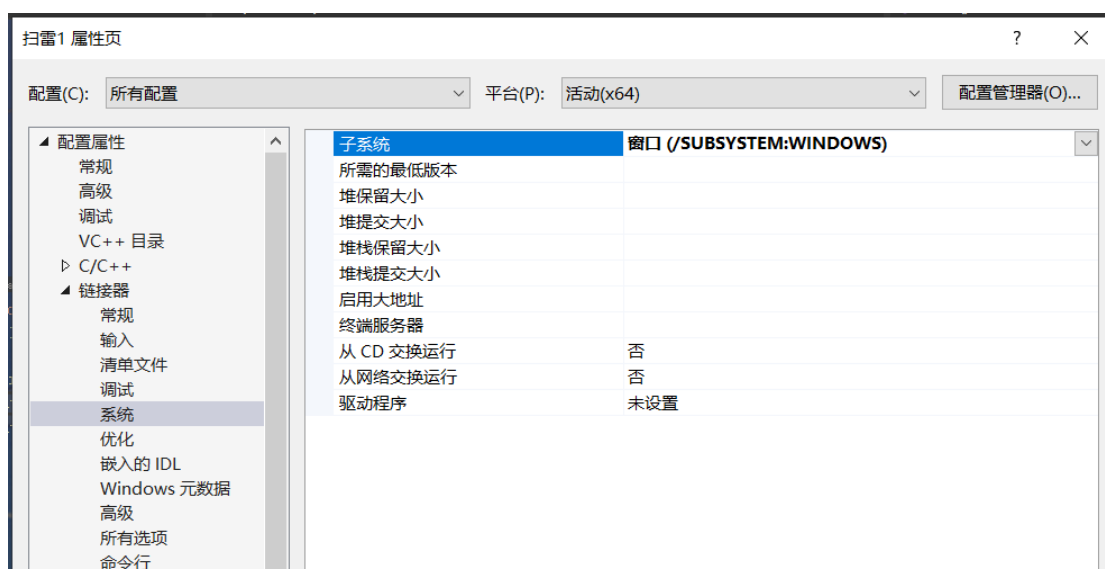 扫雷1 属性页
?
配置(C):
所有配置
平台(P):
活动(x64)
配置管理器(O)...
配置属性
常规
高级
调试
VC++ 目录
C/C++
链接器
常规
输入
清单文件
调试
系统
优化
嵌入的 IDL
Windows 元数据
高级
所有选项
命令行
子系统 窗口 (/SUBSYSTEM:WINDOWS)
所需的最低版本
堆保留大小
堆提交大小
堆栈保留大小
堆栈提交大小
启用大地址
终端服务器
从 CD 交换运行 否
从网络交换运行 否
驱动程序 未设置